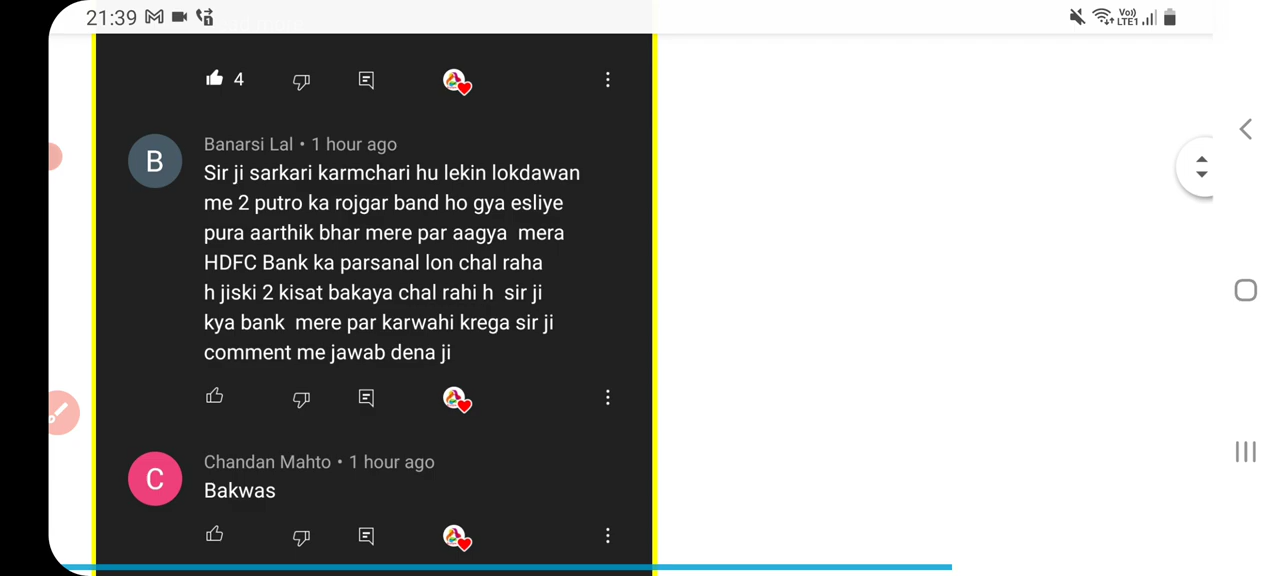 21:39
Vo))
LTE1
4
B
Banarsi Lal • 1 hour ago
Sir ji sarkari karmchari hu lekin lokdawan
me 2 putro ka rojgar band ho gya esliye
pura aarthik bhar mere par aagya mera
HDFC Bank ka parsanal lon chal raha
h jiski 2 kisat bakaya chal rahi h sir ji
kya bank mere par karwahi krega sir ji
comment me jawab dena ji
C
Chandan Mahto • 1 hour ago
Bakwas